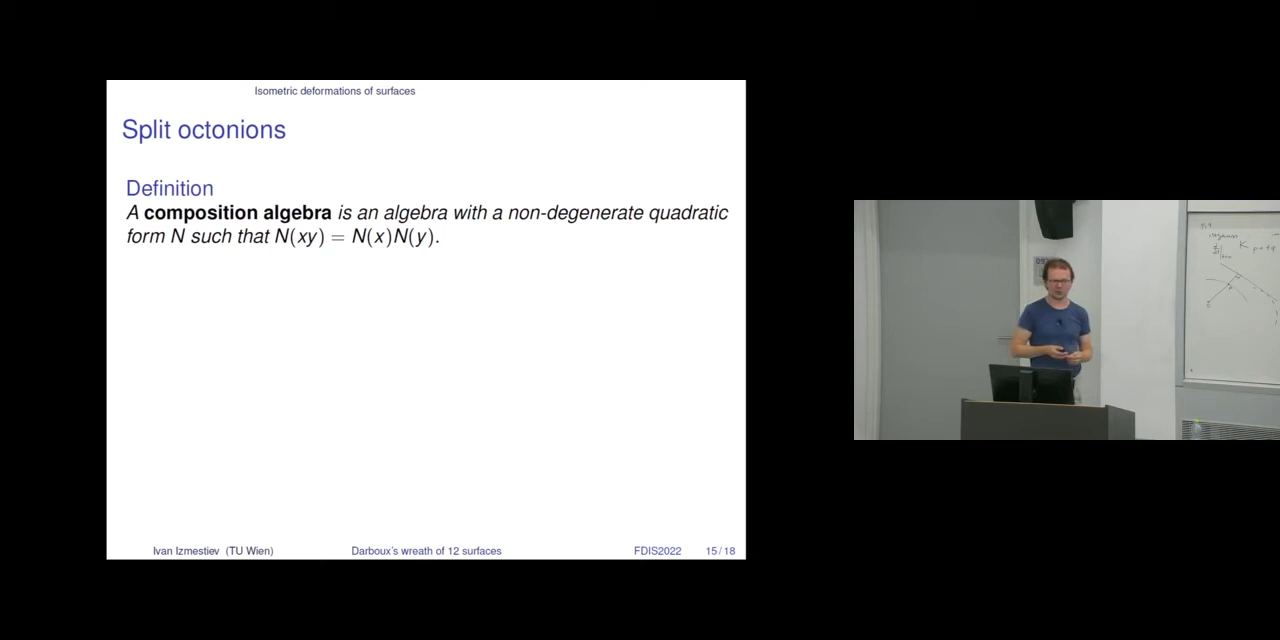 Isometric deformations of surfaces
Split octonions
Definition
A composition algebra is an algebra with a non-degenerate quadratic
form N such that N(xy) = N(x)N(y).
Ivan Izmestiev (TU Wien) Darboux's wreath of 12 surfaces FDIS2022 15 / 18
K